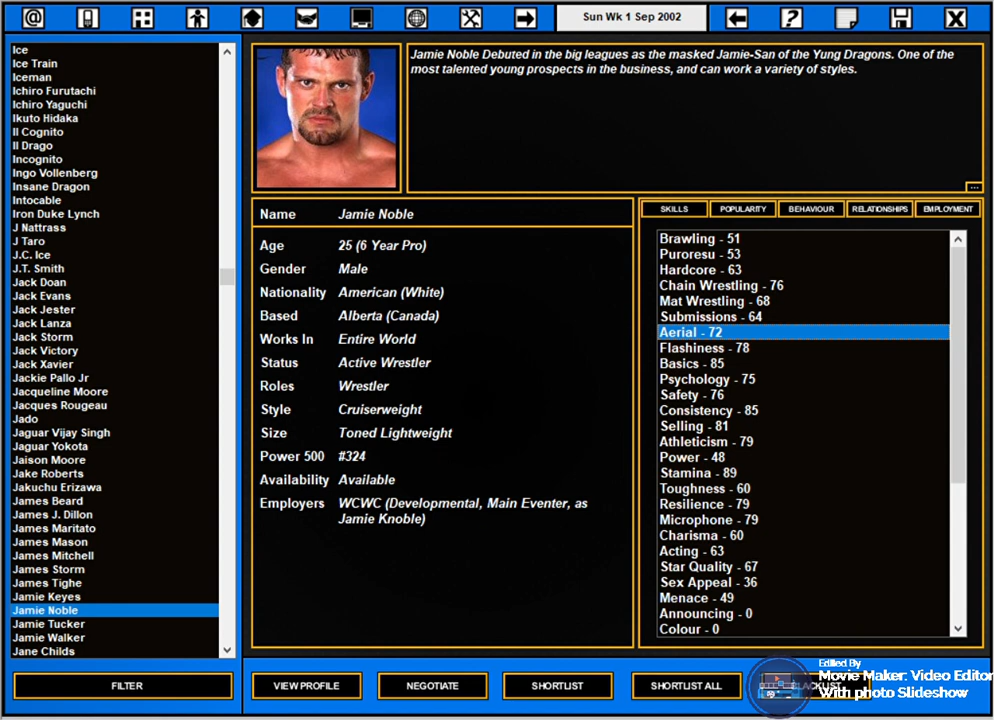 Sun Wk 1 Sep 2002
Ice
Ice Train
Iceman
Ichiro Furutachi
Ichiro Yaguchi
Ikuto Hidaka
Il Cognito
Il Drago
Incognito
Ingo Vollenberg
Insane Dragon
Intocable
Iron Duke Lynch
J Nattrass
J Taro
J.C. Ice
J.T. Smith
Jack Doan
Jack Evans
Jack Jester
Jack Lanza
Jack Storm
Jack Victory
Jack Xavier
Jackie Pallo Jr
Jacqueline Moore
Jacques Rougeau
Jado
Jaguar Vijay Singh
Jaguar Yokota
Jaison Moore
Jake Roberts
Jakuchu Erizawa
James Beard
James J. Dillon
James Maritato
James Mason
James Mitchell
James Storm
James Tighe
Jamie Keyes
Jamie Noble
Jamie Tucker
Jamie Walker
Jane Childs
FILTER
Jamie Noble Debuted in the big leagues as the masked Jamie-San of the Yung Dragons. One of the
most talented young prospects in the business, and can work a variety of styles.
...
Name Jamie Noble
Age 25 (6 Year Pro)
Gender Male
Nationality American (White)
Based Alberta (Canada)
Works In Entire World
Status Active Wrestler
Roles Wrestler
Style Cruiserweight
Size Toned Lightweight
Power 500 #324
Availability Available
Employers WCWC (Developmental, Main Eventer, as
Jamie Knoble)
SKILLS POPULARITY BEHAVIOUR RELATIONSHIPS EMPLOYMENT
Brawling - 51
Puroresu - 53
Hardcore - 63
Chain Wrestling - 76
Mat Wrestling - 68
Submissions - 64
Aerial - 72
Flashiness - 78
Basics - 85
Psychology - 75
Safety - 76
Consistency - 85
Selling - 81
Athleticism - 79
Power - 48
Stamina - 89
Toughness - 60
Resilience - 79
Microphone - 79
Charisma - 60
Acting - 63
Star Quality - 67
Sex Appeal - 36
Menace - 49
Announcing - 0
Colour - 0
VIEW PROFILE NEGOTIATE SHORTLIST SHORTLIST ALL BLACKLIST
Edited By
Movie Maker: Video Editor
With photo Slideshow